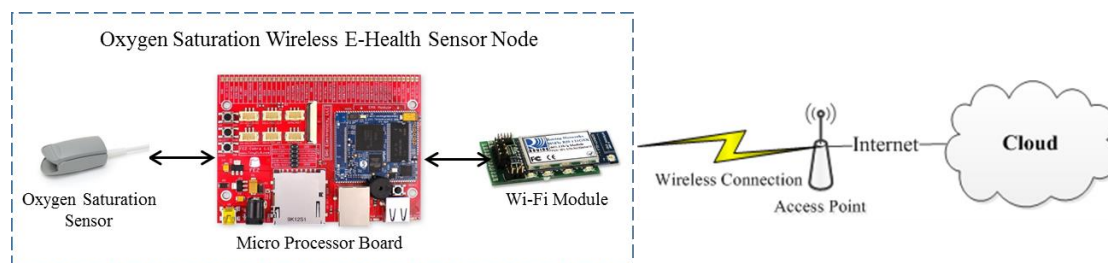 Oxygen Saturation Wireless E-Health Sensor Node
Oxygen Saturation
Sensor
Micro Processor Board
Wi-Fi Module
Wireless Connection
Access Point
Internet
Cloud